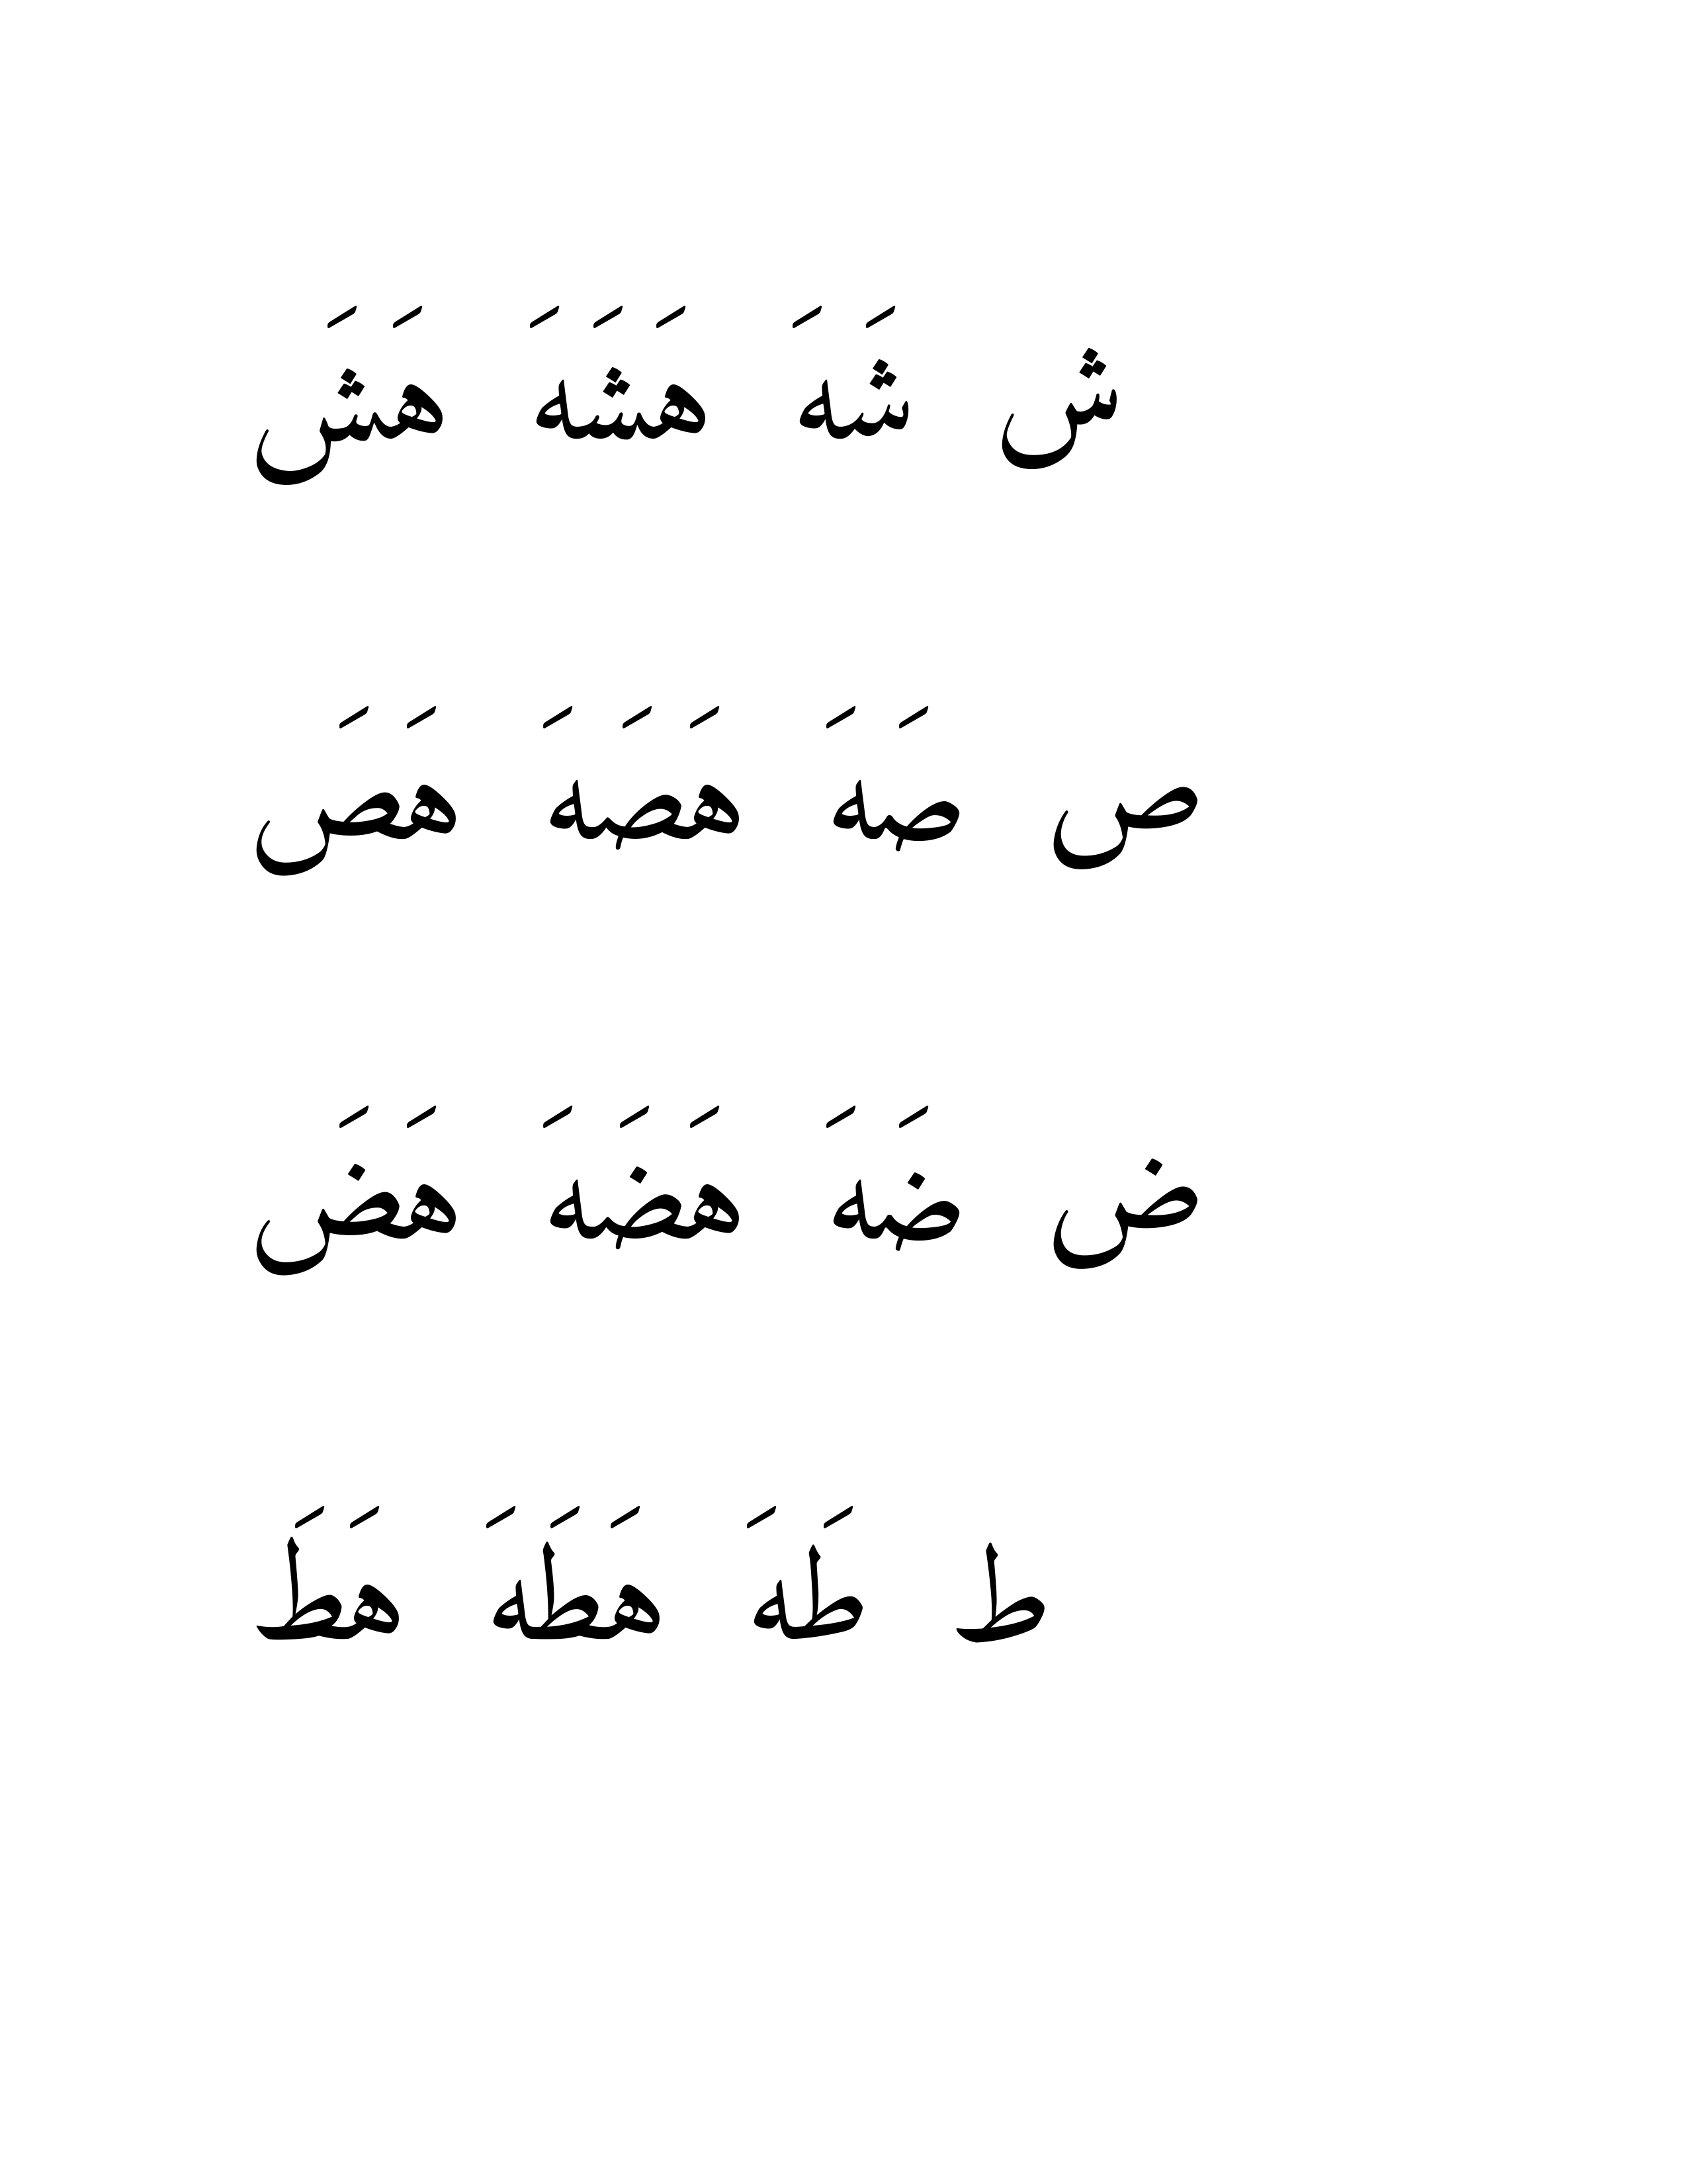 ش شَهَ هَشَهَ هَشَ
ص صَهَ هَصَهَ هَصَ
ض ضَهَ هَضَهَ هَضَ
ط طَهَ هَطَهَ هَطَ